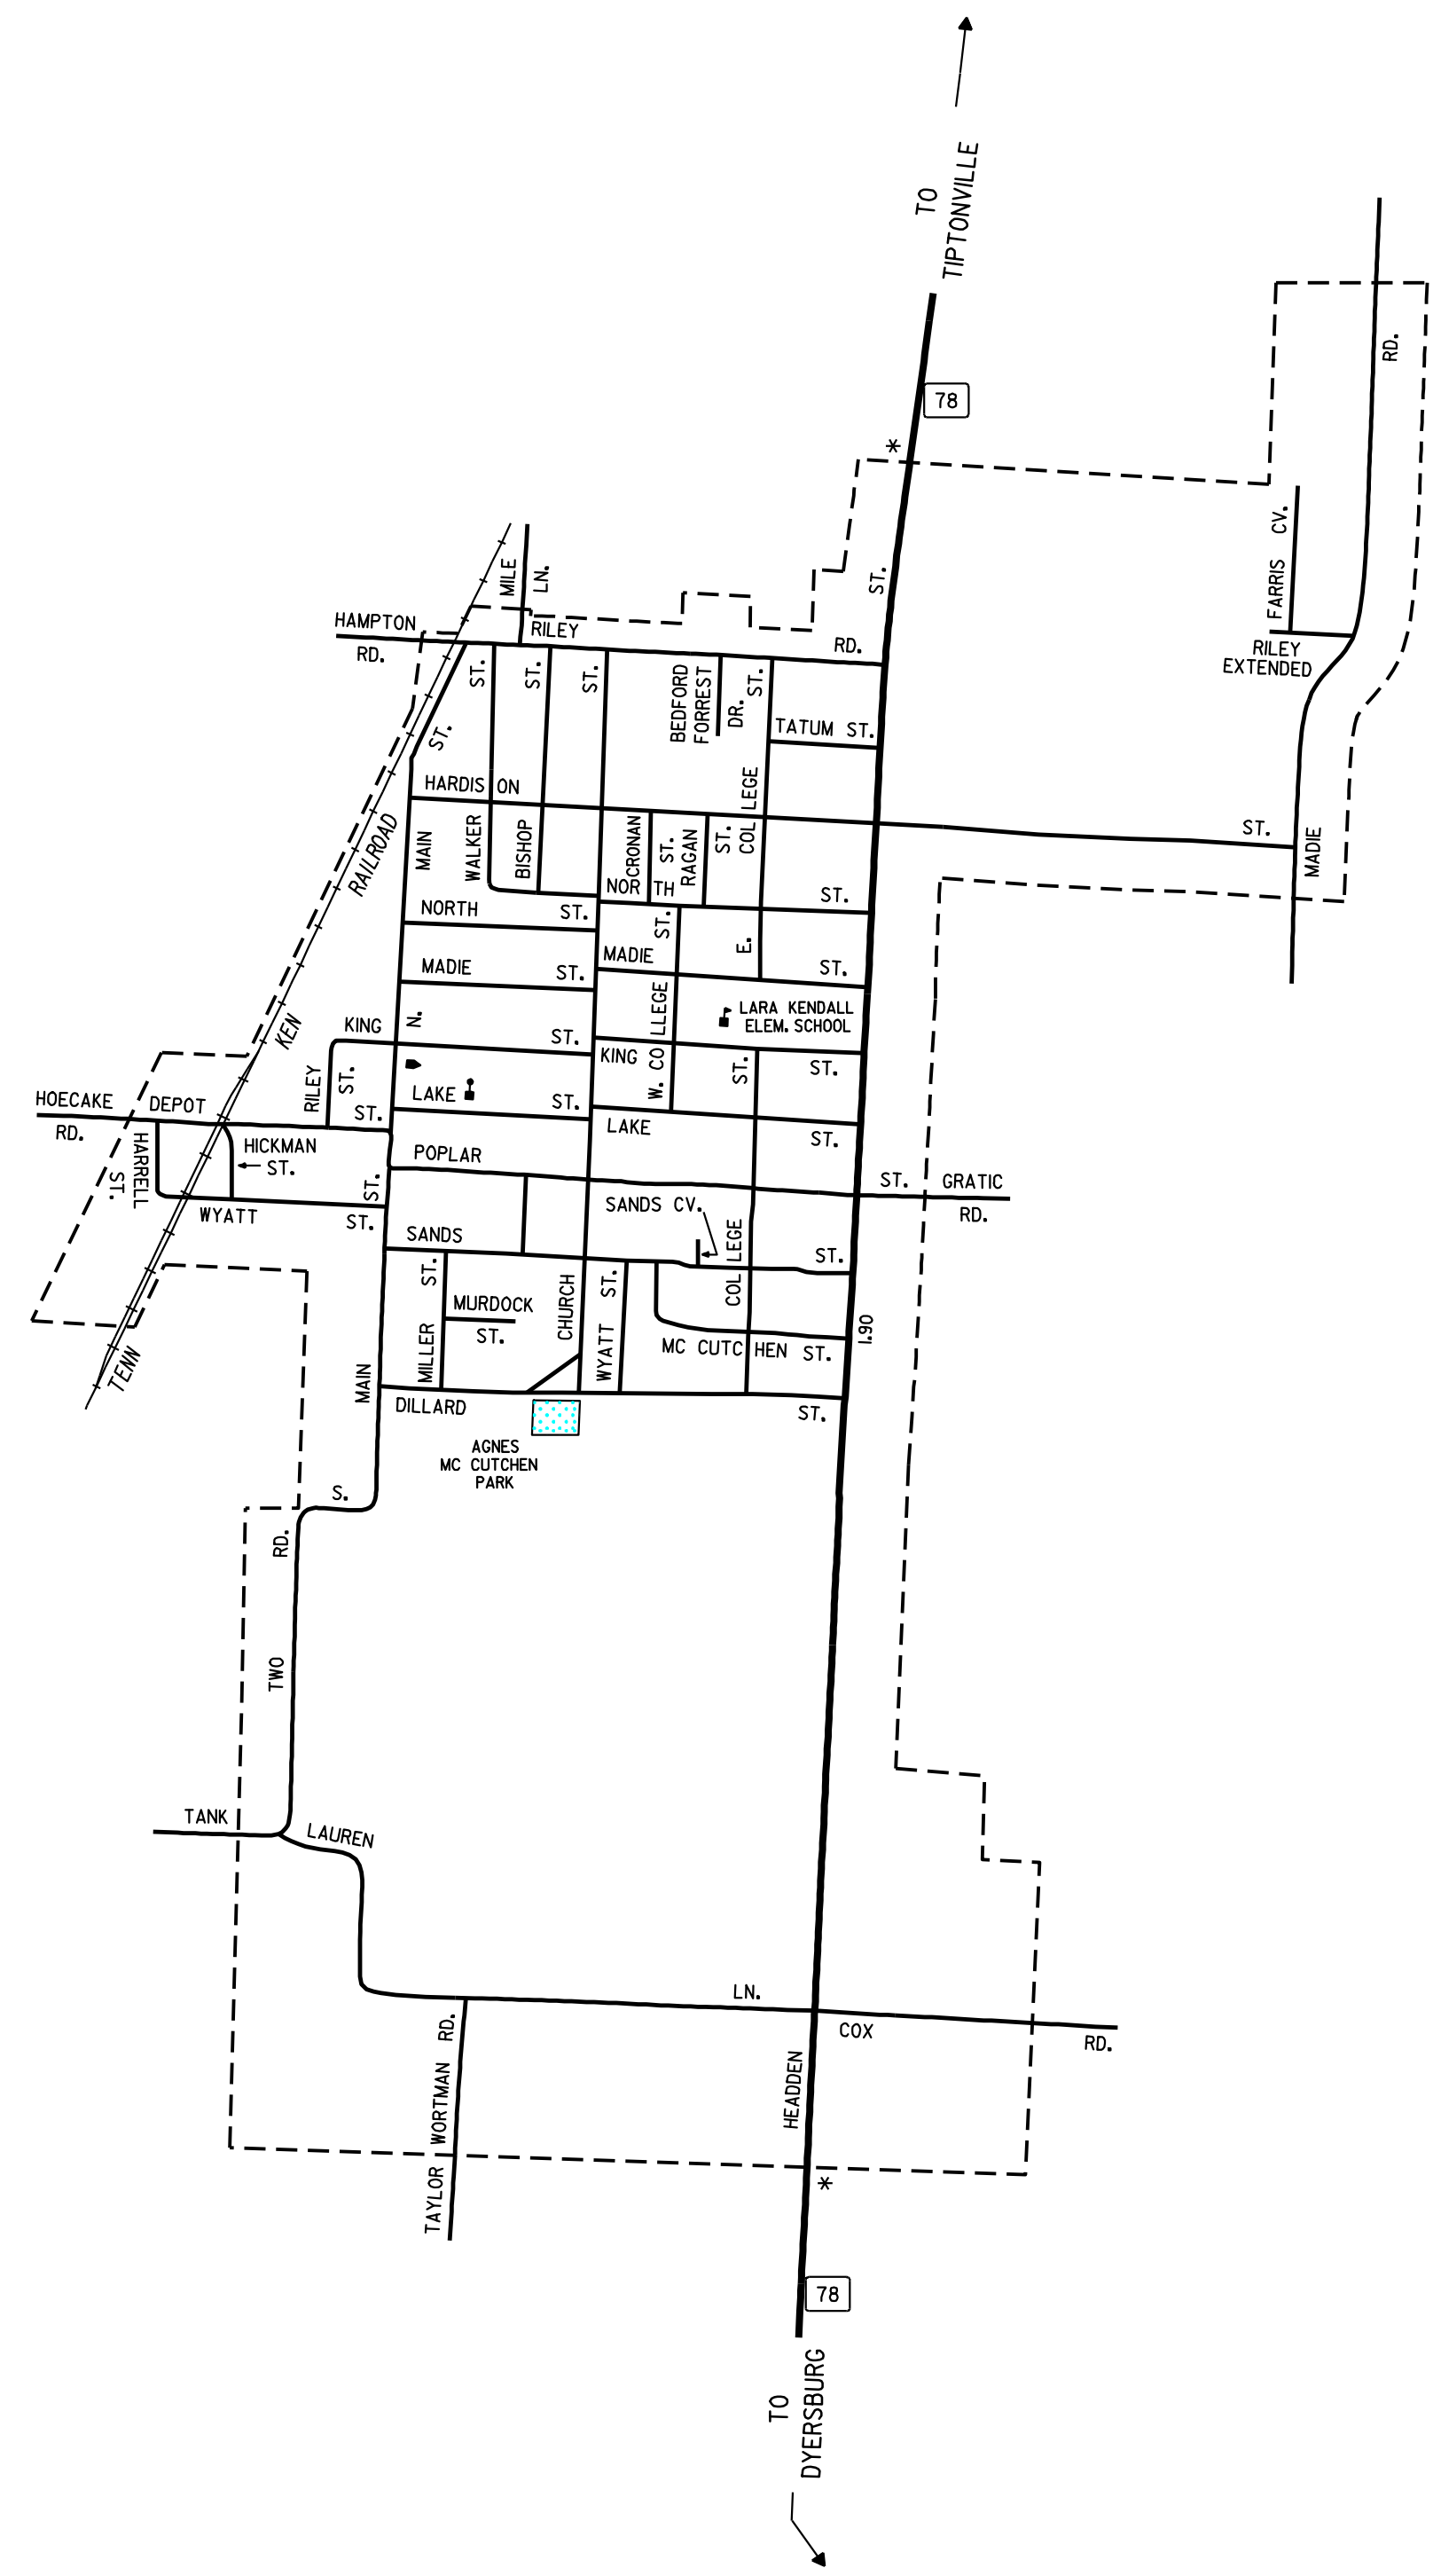 TO
TIPTONVILLE
RD.
78
*
FARRIS CV.
ST.
MILE
LN.
HAMPTON
RD.
RILEY
RD.
RILEY
EXTENDED
ST.
ST.
ST.
BEDFORD
FORREST
DR.
ST.
TATUM ST.
ST.
HARDIS ON
COL LEGE
RAILROAD
MAIN
WALKER
BISHOP
CRONAN
ST.
RAGAN
ST.
ST.
MADIE
NOR TH
ST.
NORTH
ST.
ST.
E.
MADIE
ST.
MADIE
ST.
LARA KENDALL
ELEM. SCHOOL
KEN
KING
N.
ST.
W. CO LLEGE
KING
ST.
ST.
RILEY
ST.
LAKE
ST.
HOECAKE
RD.
DEPOT
ST.
LAKE
ST.
HARRELL
ST.
HICKMAN
ST.
POPLAR
ST.
GRATIC
RD.
WYATT
ST.
ST.
SANDS CV.
SANDS
ST.
COL LEGE
MILLER
ST.
MURDOCK
ST.
CHURCH
WYATT
ST.
MC CUTC HEN ST.
1.90
TENN
MAIN
DILLARD
ST.
AGNES
MC CUTCHEN
PARK
S.
RD.
TWO
TANK
LAUREN
LN.
COX
RD.
TAYLOR WORTMAN RD.
HEADDEN
*
78
TO
DYERSBURG